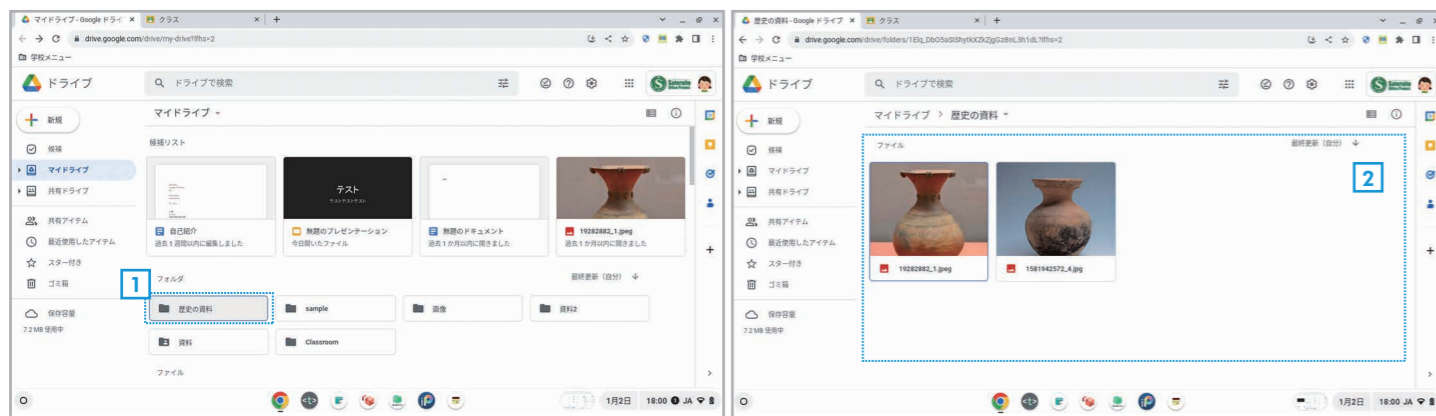 マイドライブ - Google ドライ
クラス
drive.google.com/drive/my-drive?lfhs=2
学校メニュー
ドライブ
ドライブで検索
新規
マイドライブ
候補
マイドライブ
共有ドライブ
共有アイテム
最近使用したアイテム
スター付き
ゴミ箱
保存容量
7.2 MB 使用中
候補リスト
テスト
テストテストテスト
自己紹介
過去 1 週間以内に編集しました
無題のプレゼンテーション
今日開いたファイル
無題のドキュメント
過去 1 か月以内に開きました
19282882_1.jpeg
過去 1 か月以内に開きました
1
フォルダ
最終更新（自分）
歴史の資料
sample
画像
資料2
資料
Classroom
ファイル
1月2日
18:00
JA
歴史の資料 - Google ドライブ
クラス
学校メニュー
ドライブ
ドライブで検索
新規
マイドライブ > 歴史の資料
候補
マイドライブ
共有ドライブ
共有アイテム
最近使用したアイテム
スター付き
ゴミ箱
保存容量
7.2 MB 使用中
ファイル
最終更新（自分）
2
19282882_1.jpeg
1581942572_4.jpg
1月2日
18:00 JA